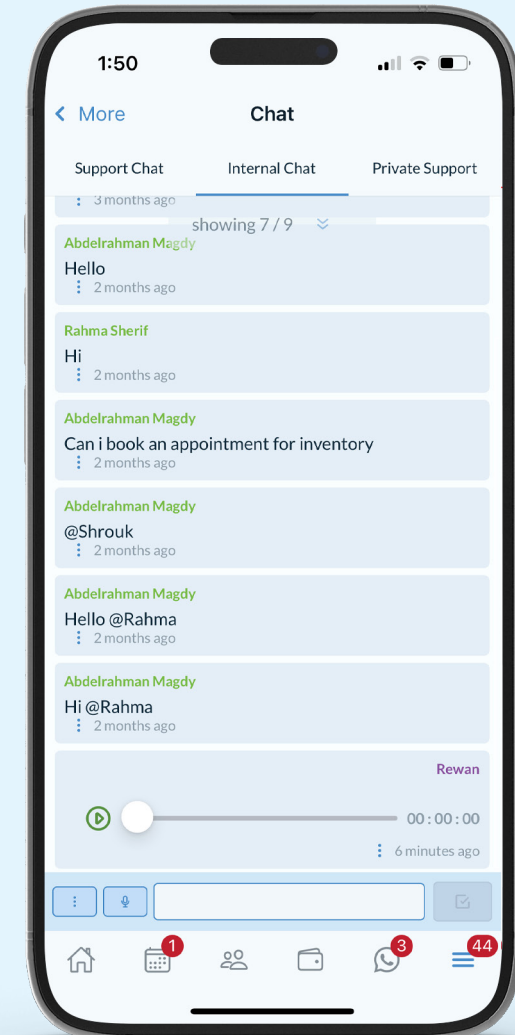 1:50
More
Chat
Support Chat
Internal Chat
Private Support
3 months ago
showing 7 / 9
Abdelrahman Magdy
Hello
2 months ago
Rahma Sherif
Hi
2 months ago
Abdelrahman Magdy
Can i book an appointment for inventory
2 months ago
Abdelrahman Magdy
@Shrouk
2 months ago
Abdelrahman Magdy
Hello @Rahma
2 months ago
Abdelrahman Magdy
Hi @Rahma
2 months ago
Rewan
00 : 00 : 00
6 minutes ago
1
3
44